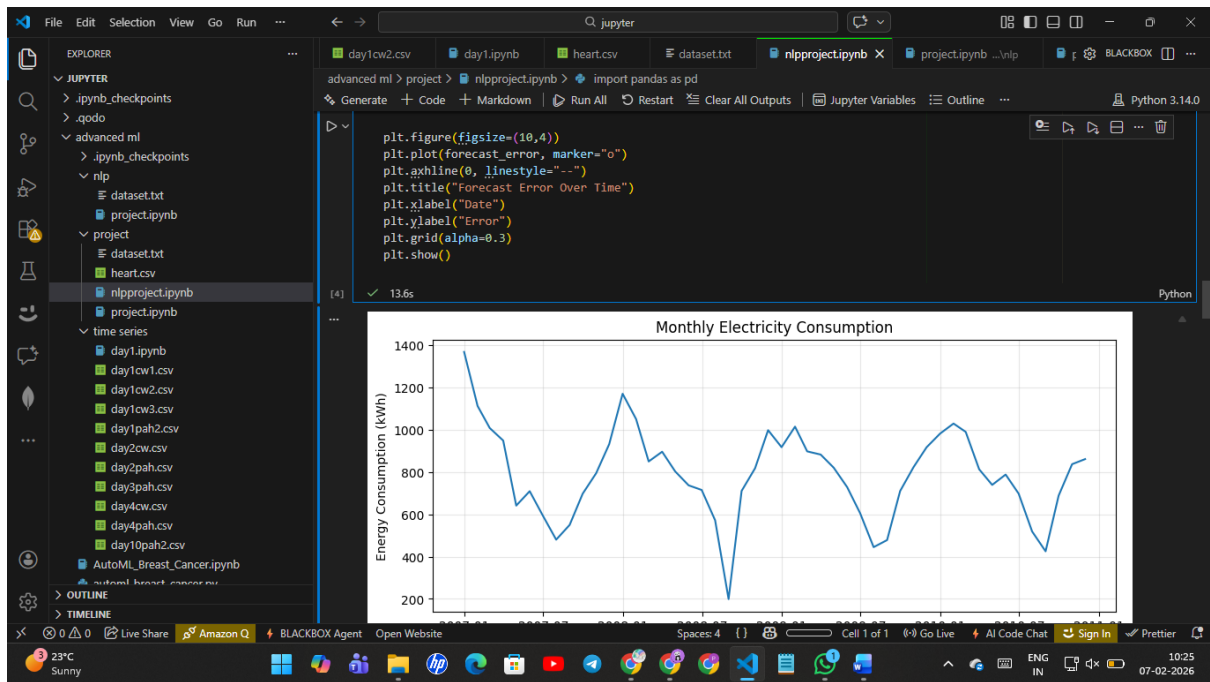 File Edit Selection View Go Run ···
jupyter
EXPLORER ···
JUPYTER
.ipynb_checkpoints
.qodo
advanced ml
.ipynb_checkpoints
nlp
dataset.txt
project.ipynb
project
dataset.txt
heart.csv
nlpproject.ipynb
project.ipynb
time series
day1.ipynb
day1cw1.csv
day1cw2.csv
day1cw3.csv
day1pah2.csv
day2cw.csv
day2pah.csv
day3pah.csv
day4cw.csv
day4pah.csv
day10pah2.csv
AutoML_Breast_Cancer.ipynb
automl_breast_cancer.py
OUTLINE
TIMELINE
day1cw2.csv day1.ipynb heart.csv dataset.txt nlpproject.ipynb project.ipynb ...\nlp BLACKBOX ···
advanced ml > project > nlpproject.ipynb > import pandas as pd
Generate + Code + Markdown | Run All Restart Clear All Outputs | Jupyter Variables Outline ··· Python 3.14.0
plt.figure(figsize=(10,4))
plt.plot(forecast_error, marker="o")
plt.axhline(0, linestyle="--")
plt.title("Forecast Error Over Time")
plt.xlabel("Date")
plt.ylabel("Error")
plt.grid(alpha=0.3)
plt.show()
[4] 13.6s Python
Monthly Electricity Consumption
Energy Consumption (kWh)
1400
1200
1000
800
600
400
200
0 0 Live Share Amazon Q BLACKBOX Agent Open Website Spaces: 4 {} Cell 1 of 1 Go Live AI Code Chat Sign In Prettier
3
23°C
Sunny
1
ENG
IN
10:25
07-02-2026